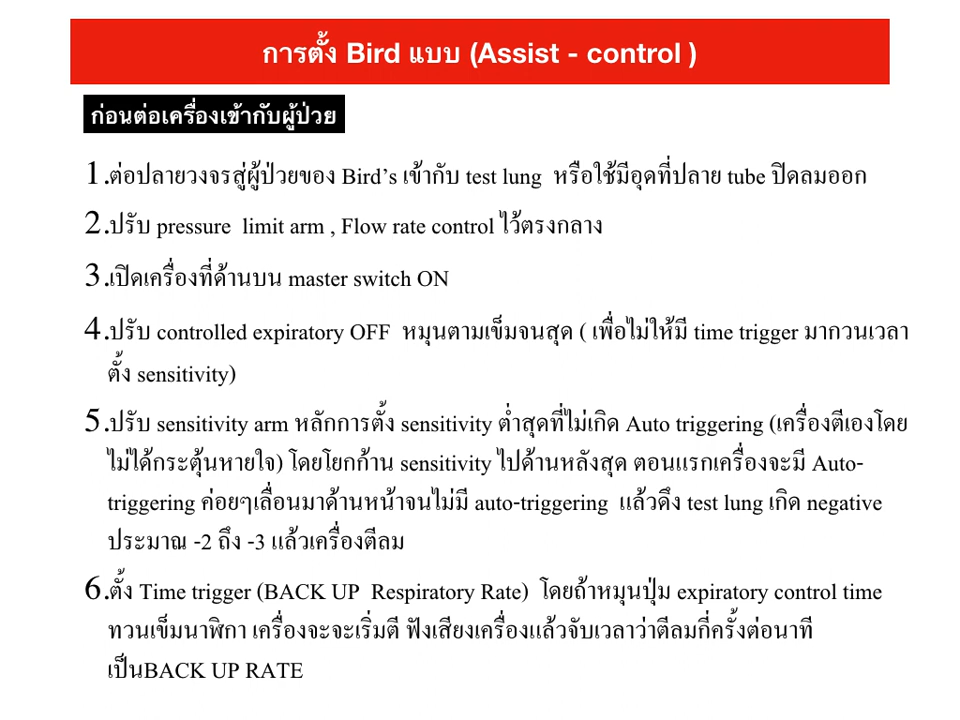 การตั้ง Bird แบบ (Assist - control )
ก่อนต่อเครื่องเข้ากับผู้ป่วย
1.ต่อปลายวงจรสู่ผู้ป่วยของ Bird’s เข้ากับ test lung หรือใช้มีอุดที่ปลาย tube ปิดลมออก
2.ปรับ pressure limit arm , Flow rate control ไว้ตรงกลาง
3.เปิดเครื่องที่ด้านบน master switch ON
4.ปรับ controlled expiratory OFF หมุนตามเข็มจนสุด ( เพื่อไม่ให้มี time trigger มากวนเวลา
ตั้ง sensitivity)
5.ปรับ sensitivity arm หลักการตั้ง sensitivity ต่ำสุดที่ไม่เกิด Auto triggering (เครื่องตีเองโดย
ไม่ได้กระตุ้นหายใจ) โดยโยกก้าน sensitivity ไปด้านหลังสุด ตอนแรกเครื่องจะมี Auto-
triggering ค่อยๆเลื่อนมาด้านหน้าจนไม่มี auto-triggering แล้วดึง test lung เกิด negative
ประมาณ -2 ถึง -3 แล้วเครื่องตีลม
6.ตั้ง Time trigger (BACK UP Respiratory Rate) โดยถ้าหมุนปุ่ม expiratory control time
ทวนเข็มนาฬิกา เครื่องจะจะเริ่มตี ฟังเสียงเครื่องแล้วจับเวลาว่าตีลมกี่ครั้งต่อนาที
เป็นBACK UP RATE